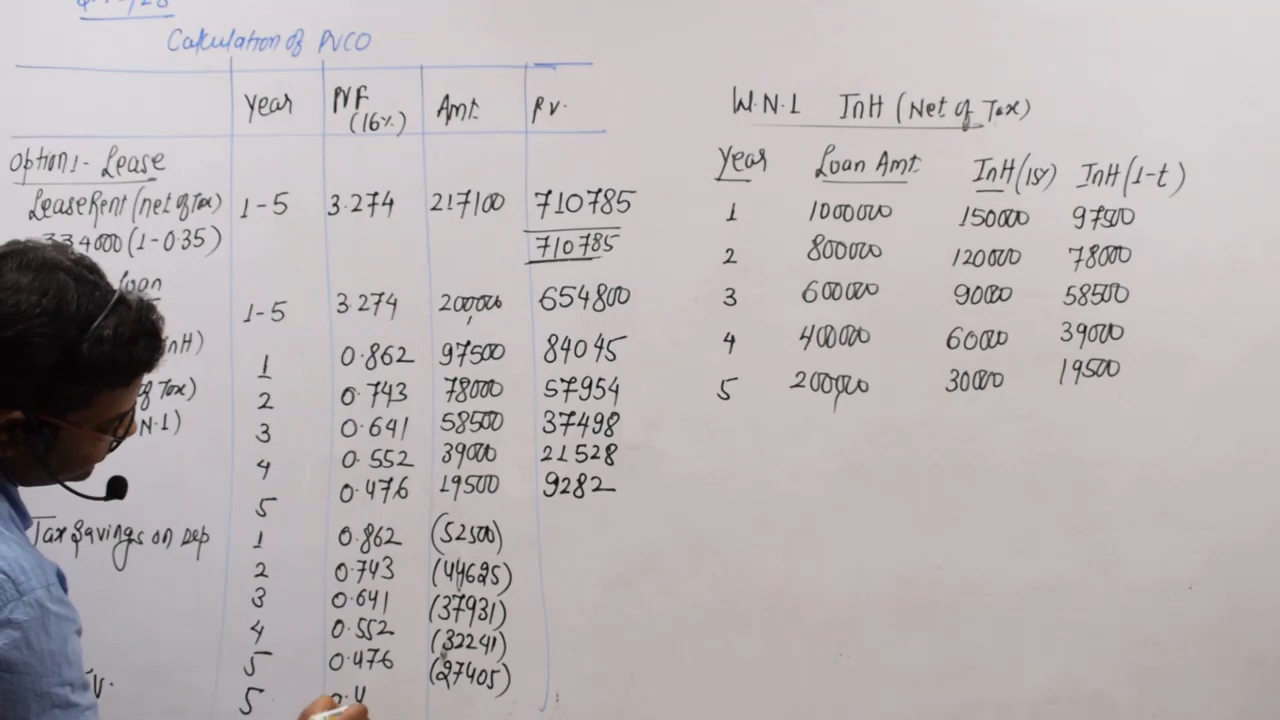 Calculation of PVCO
Year PVF (16%) Amt. P.V.
Option 1 - Lease
Lease Rent (net of Tax) 1-5 3.274 217100 710785
334000 (1-0.35) 710785
Loan
1-5 3.274 200000 654800
1 0.862 97500 84045
of Tax) 2 0.743 78000 57954
N.1) 3 0.641 58500 37498
4 0.552 39000 21528
5 0.476 19500 9282
Tax Savings on Dep 1 0.862 (52500)
2 0.743 (44625)
3 0.641 (37931)
4 0.552 (32241)
5 0.476 (27405)
5 0.4
W.N.1 Int (Net of Tax)
Year Loan Amt. Int (15%) Int (1-t)
1 1000000 150000 97500
2 800000 120000 78000
3 600000 90000 58500
4 400000 60000 39000
5 200000 30000 19500